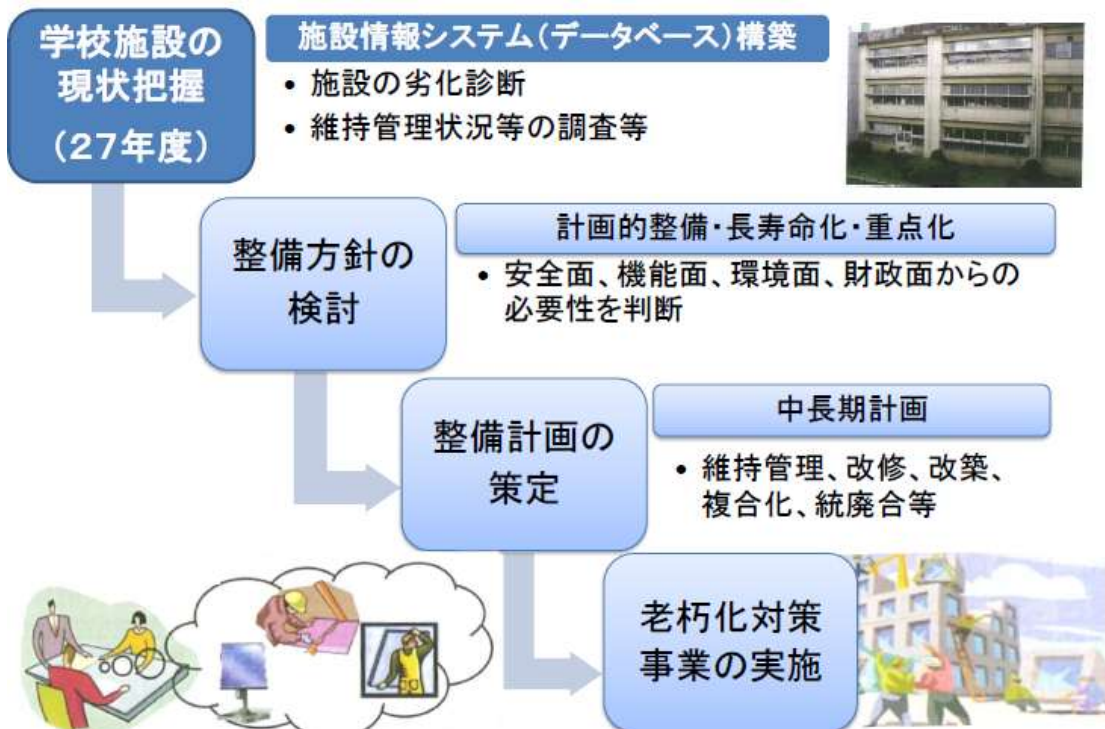 学校施設の
現状把握
(27年度)
施設情報システム(データベース)構築
• 施設の劣化診断
• 維持管理状況等の調査等
整備方針の
検討
計画的整備・長寿命化・重点化
• 安全面、機能面、環境面、財政面からの
必要性を判断
整備計画の
策定
中長期計画
• 維持管理、改修、改築、
複合化、統廃合等
老朽化対策
事業の実施